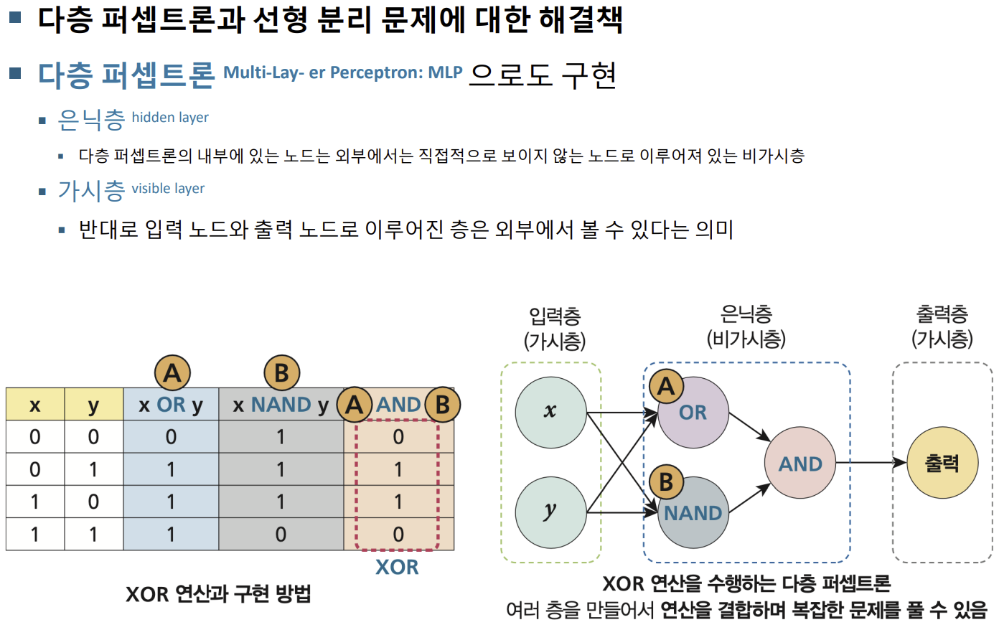 다층 퍼셉트론과 선형 분리 문제에 대한 해결책
다층 퍼셉트론 Multi-Lay- er Perceptron: MLP 으로도 구현
은닉층 hidden layer
다층 퍼셉트론의 내부에 있는 노드는 외부에서는 직접적으로 보이지 않는 노드로 이루어져 있는 비가시층
가시층 visible layer
반대로 입력 노드와 출력 노드로 이루어진 층은 외부에서 볼 수 있다는 의미
A B
x y x OR y x NAND y A AND B
0 0 0 1 0
0 1 1 1 1
1 0 1 1 1
1 1 1 0 0
XOR
XOR 연산과 구현 방법
입력층 은닉층 출력층
(가시층) (비가시층) (가시층)
A
x OR
AND 출력
B
y NAND
XOR 연산을 수행하는 다층 퍼셉트론
여러 층을 만들어서 연산을 결합하며 복잡한 문제를 풀 수 있음